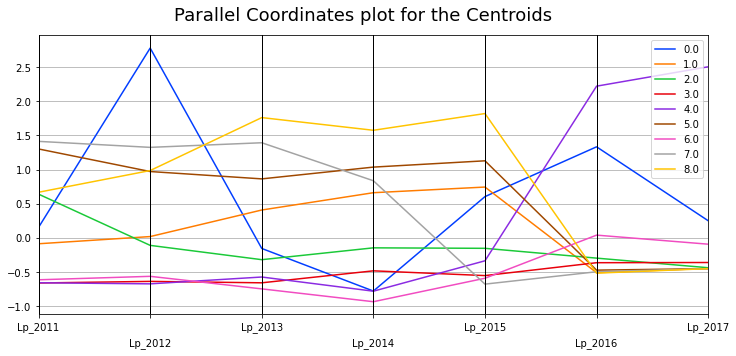 Parallel Coordinates plot for the Centroids
2.5
2.0
1.5
1.0
0.5
0.0
−0.5
−1.0
0.0
1.0
2.0
3.0
4.0
5.0
6.0
7.0
8.0
Lp_2011
Lp_2012
Lp_2013
Lp_2014
Lp_2015
Lp_2016
Lp_2017